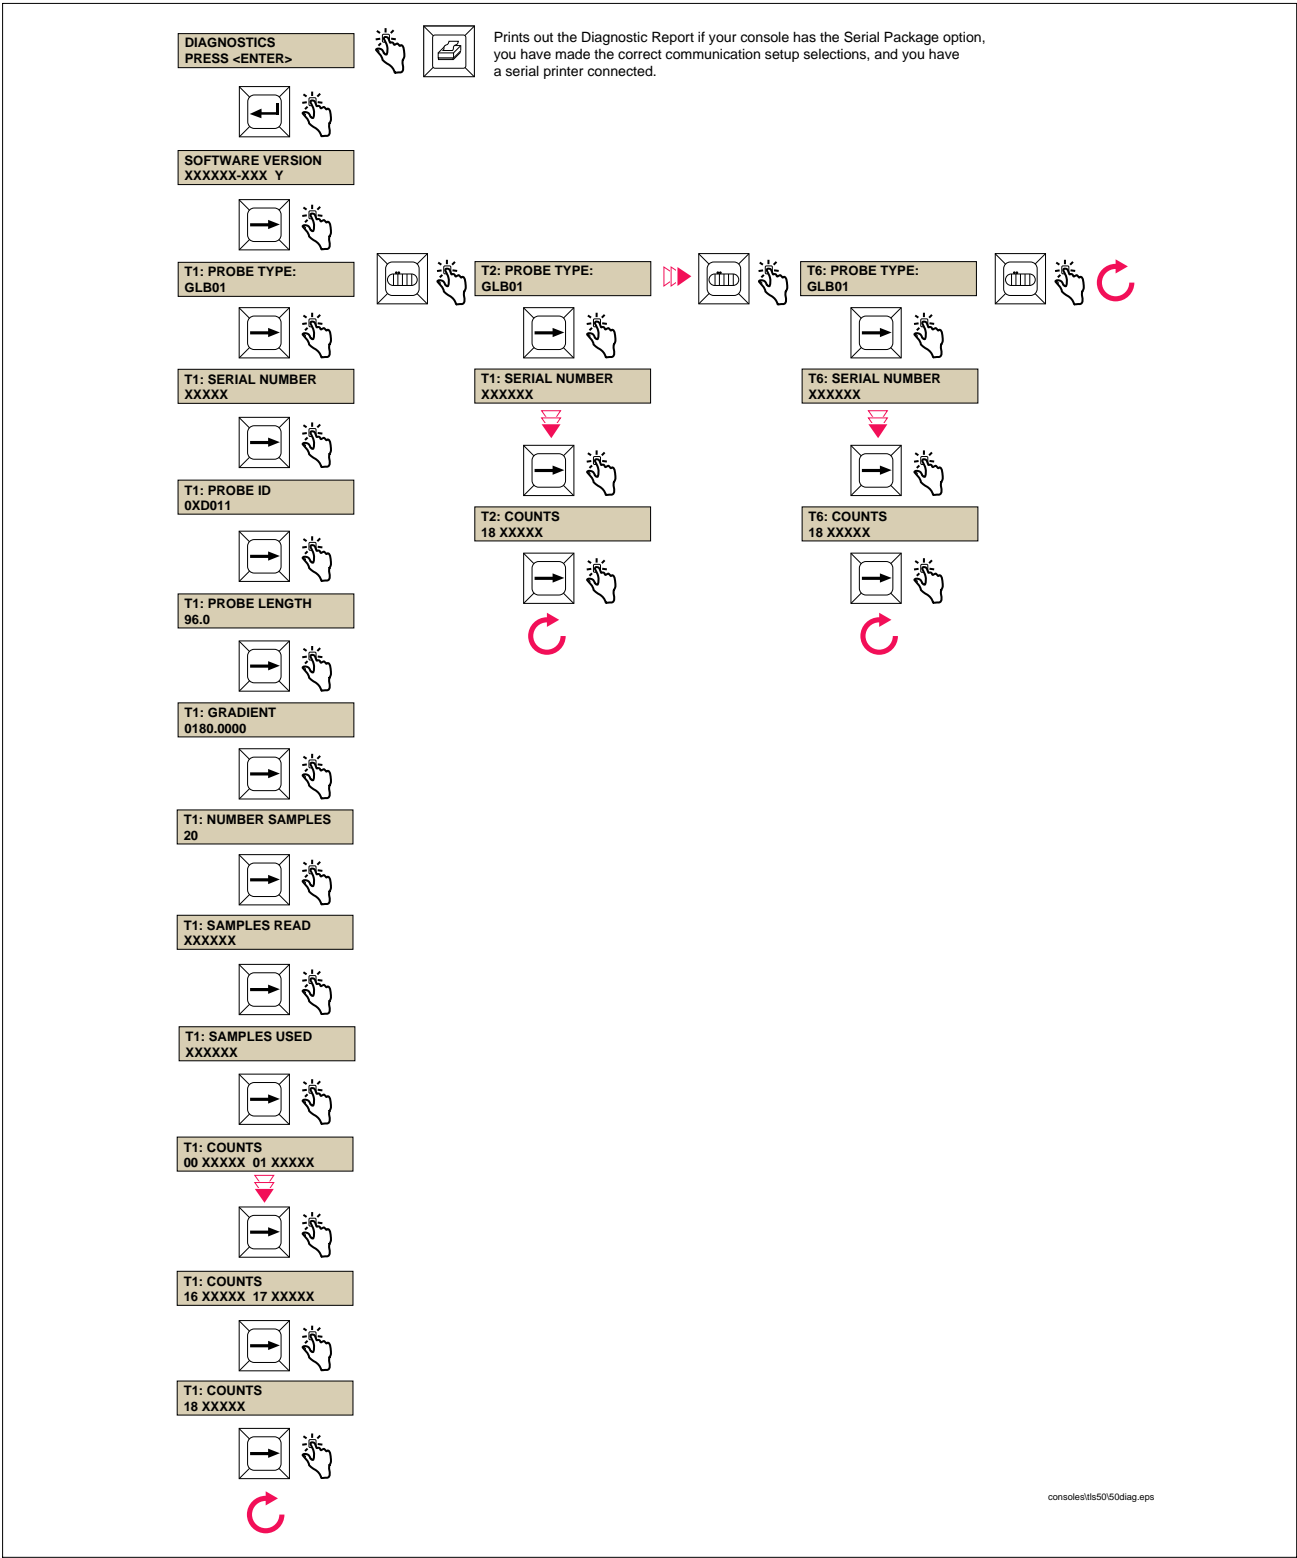 DIAGNOSTICS
PRESS <ENTER>
Prints out the Diagnostic Report if your console has the Serial Package option,
you have made the correct communication setup selections, and you have
a serial printer connected.
SOFTWARE VERSION
XXXXXX-XXX Y
T1: PROBE TYPE:
GLB01
T2: PROBE TYPE:
GLB01
T6: PROBE TYPE:
GLB01
T1: SERIAL NUMBER
XXXXX
T1: SERIAL NUMBER
XXXXXX
T6: SERIAL NUMBER
XXXXXX
T1: PROBE ID
0XD011
T2: COUNTS
18 XXXXX
T6: COUNTS
18 XXXXX
T1: PROBE LENGTH
96.0
T1: GRADIENT
0180.0000
T1: NUMBER SAMPLES
20
T1: SAMPLES READ
XXXXXX
T1: SAMPLES USED
XXXXXX
T1: COUNTS
00 XXXXX 01 XXXXX
T1: COUNTS
16 XXXXX 17 XXXXX
T1: COUNTS
18 XXXXX
consoles\tls50\50diag.eps